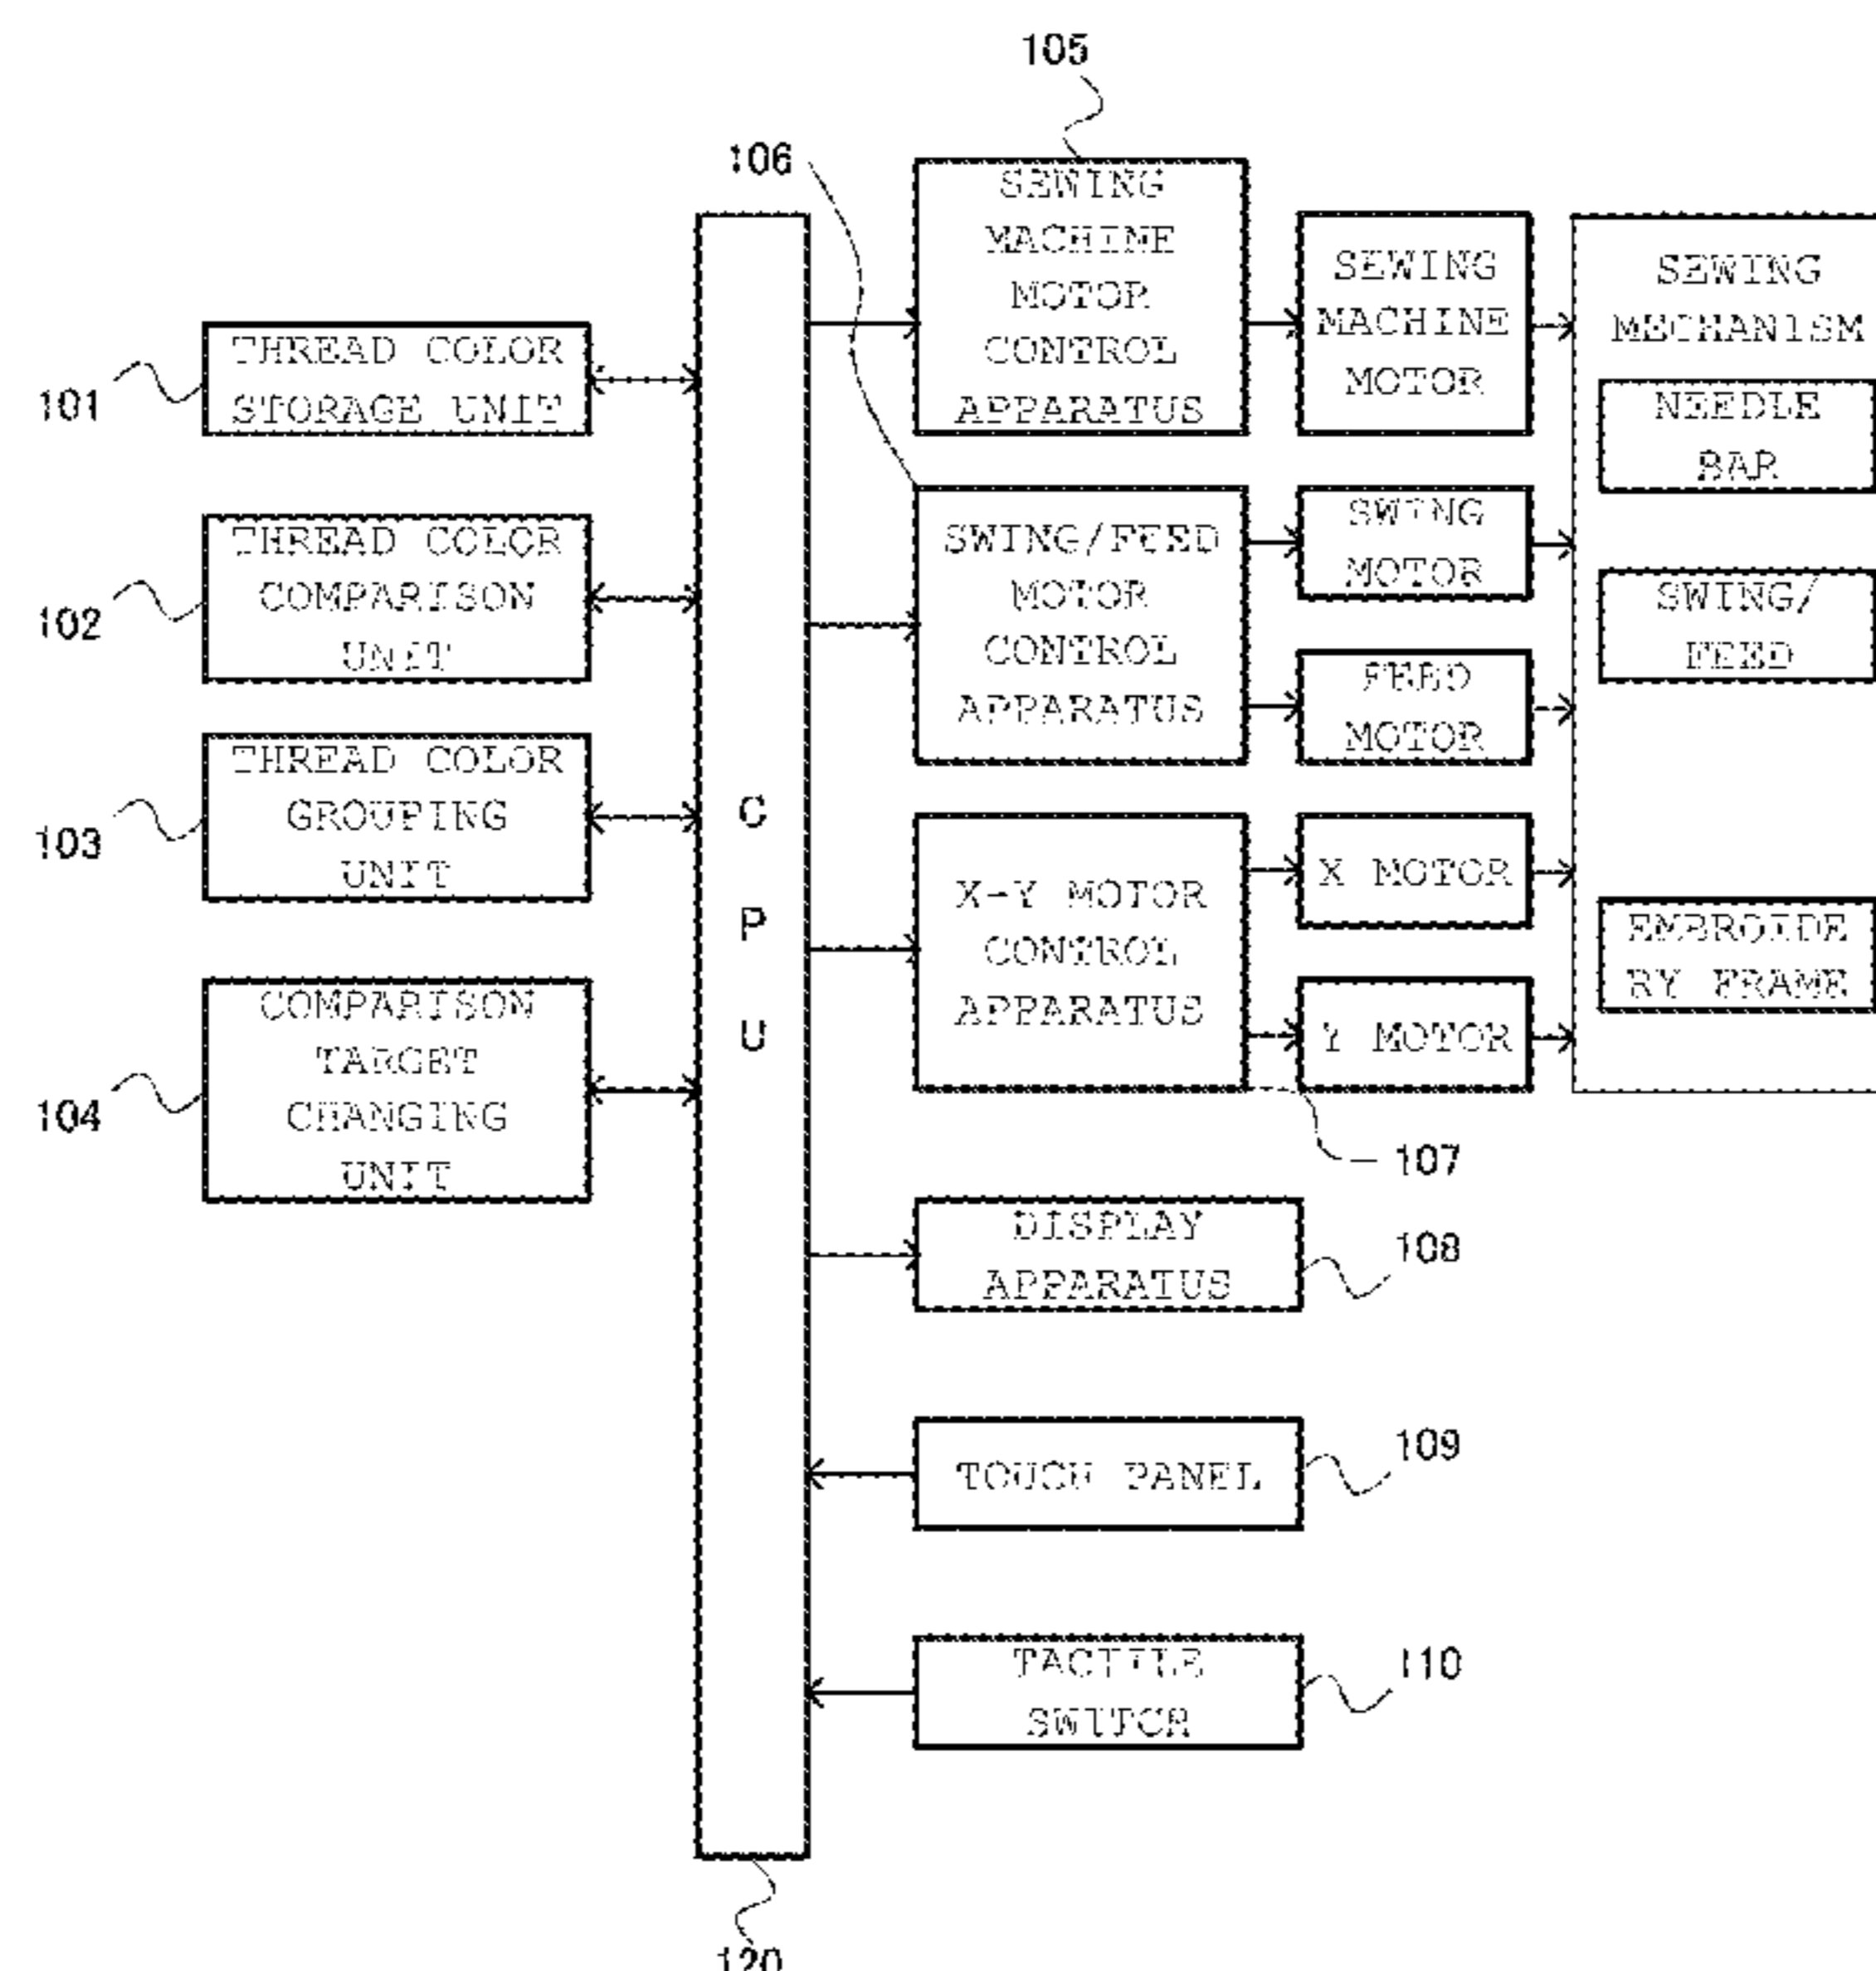 105
106
SEWING
MACHINE
MOTOR
CONTROL
APPARATUS
SEWING
MACHINE
MOTOR
SEWING
MECHANISM
NEEDLE
BAR
101
THREAD COLOR
STORAGE UNIT
102
THREAD COLOR
COMPARISON
UNIT
SWING/FEED
MOTOR
CONTROL
APPARATUS
SWING
MOTOR
SWING/
FEED
FEED
MOTOR
103
THREAD COLOR
GROUPING
UNIT
C
P
U
X-Y MOTOR
CONTROL
APPARATUS
X MOTOR
EMBROIDE
RY FRAME
Y MOTOR
104
COMPARISON
TARGET
CHANGING
UNIT
107
DISPLAY
APPARATUS
108
TOUCH PANEL
109
TACTILE
SWITCH
110
120